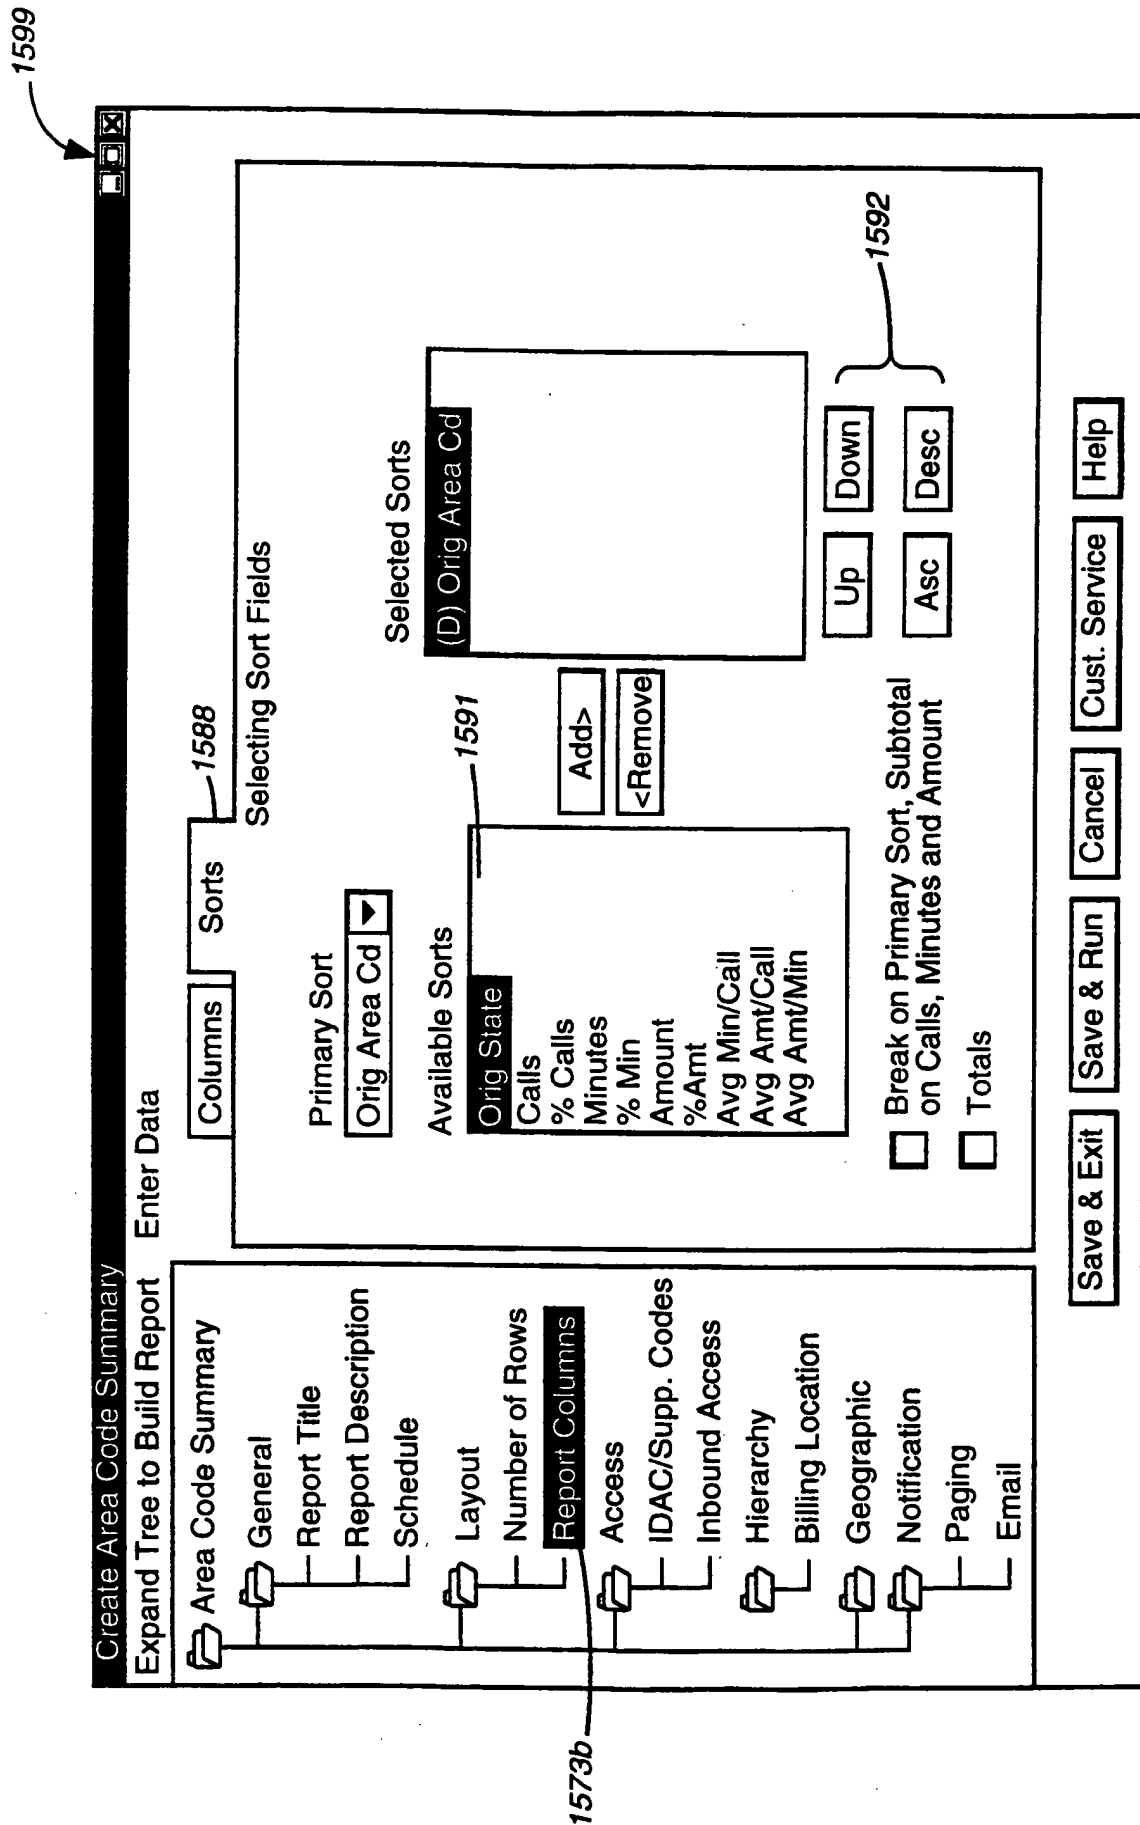 1599
Create Area Code Summary
Expand Tree to Build Report
Enter Data
Area Code Summary
General
Report Title
Report Description
Schedule
Layout
Number of Rows
Report Columns
1573b
Access
IDAC/Supp. Codes
Inbound Access
Hierarchy
Billing Location
Geographic
Notification
Paging
Email
Columns
Sorts
1588
Selecting Sort Fields
Primary Sort
Orig Area Cd
Available Sorts
Orig State
Calls
% Calls
Minutes
% Min
Amount
%Amt
Avg Min/Call
Avg Amt/Call
Avg Amt/Min
1591
Add>
<Remove
Selected Sorts
(D) Orig Area Cd
Up
Down
Asc
Desc
1592
Break on Primary Sort, Subtotal
on Calls, Minutes and Amount
Totals
Save & Exit
Save & Run
Cancel
Cust. Service
Help